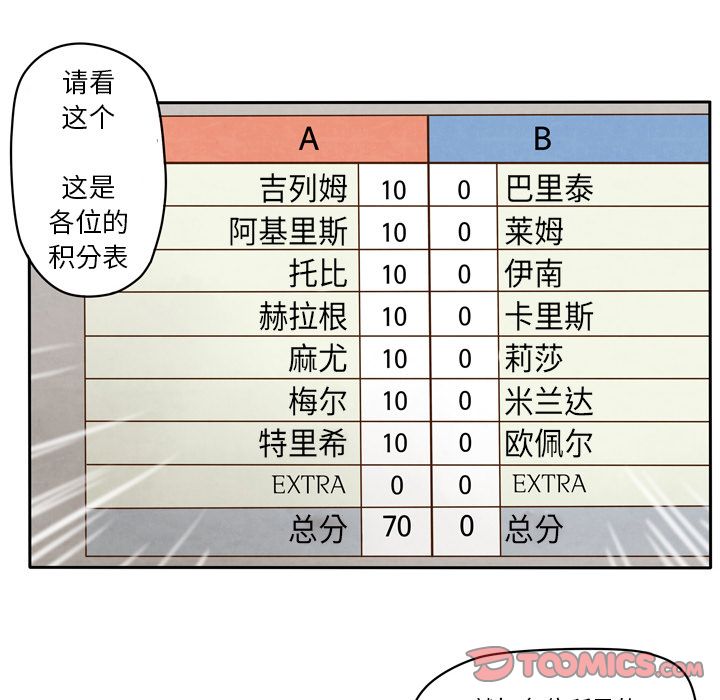 请看
这个
这是
各位的
积分表
A B
吉列姆 10 0 巴里泰
阿基里斯 10 0 莱姆
托比 10 0 伊南
赫拉根 10 0 卡里斯
麻尤 10 0 莉莎
梅尔 10 0 米兰达
特里希 10 0 欧佩尔
EXTRA 0 0 EXTRA
总分 70 0 总分
TOOMICS.COM